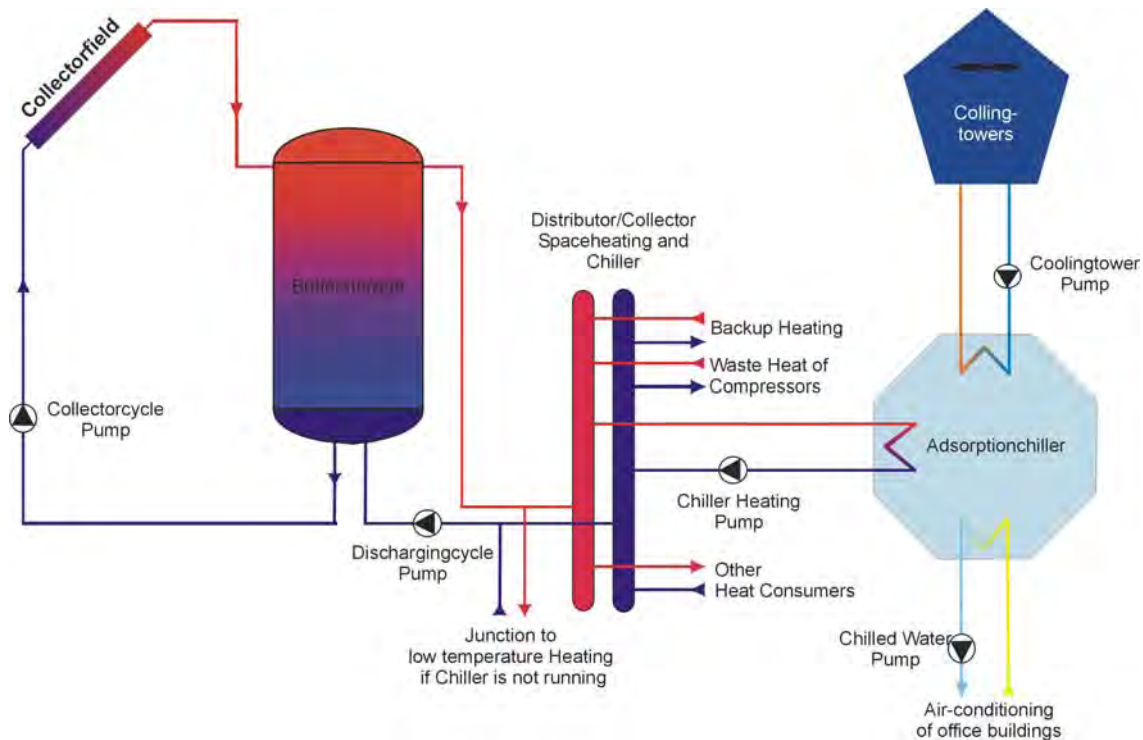 Collectorfield
Colling-
towers
Distributor/Collector
Spaceheating and
Chiller
Coolingtower
Pump
Backup Heating
Waste Heat of
Compressors
Collectorcycle
Pump
Adsorptionchiller
Chiller Heating
Pump
Dischargingcycle
Pump
Other
Heat Consumers
Junction to
low temperature Heating
if Chiller is not running
Chilled Water
Pump
Air-conditioning
of office buildings